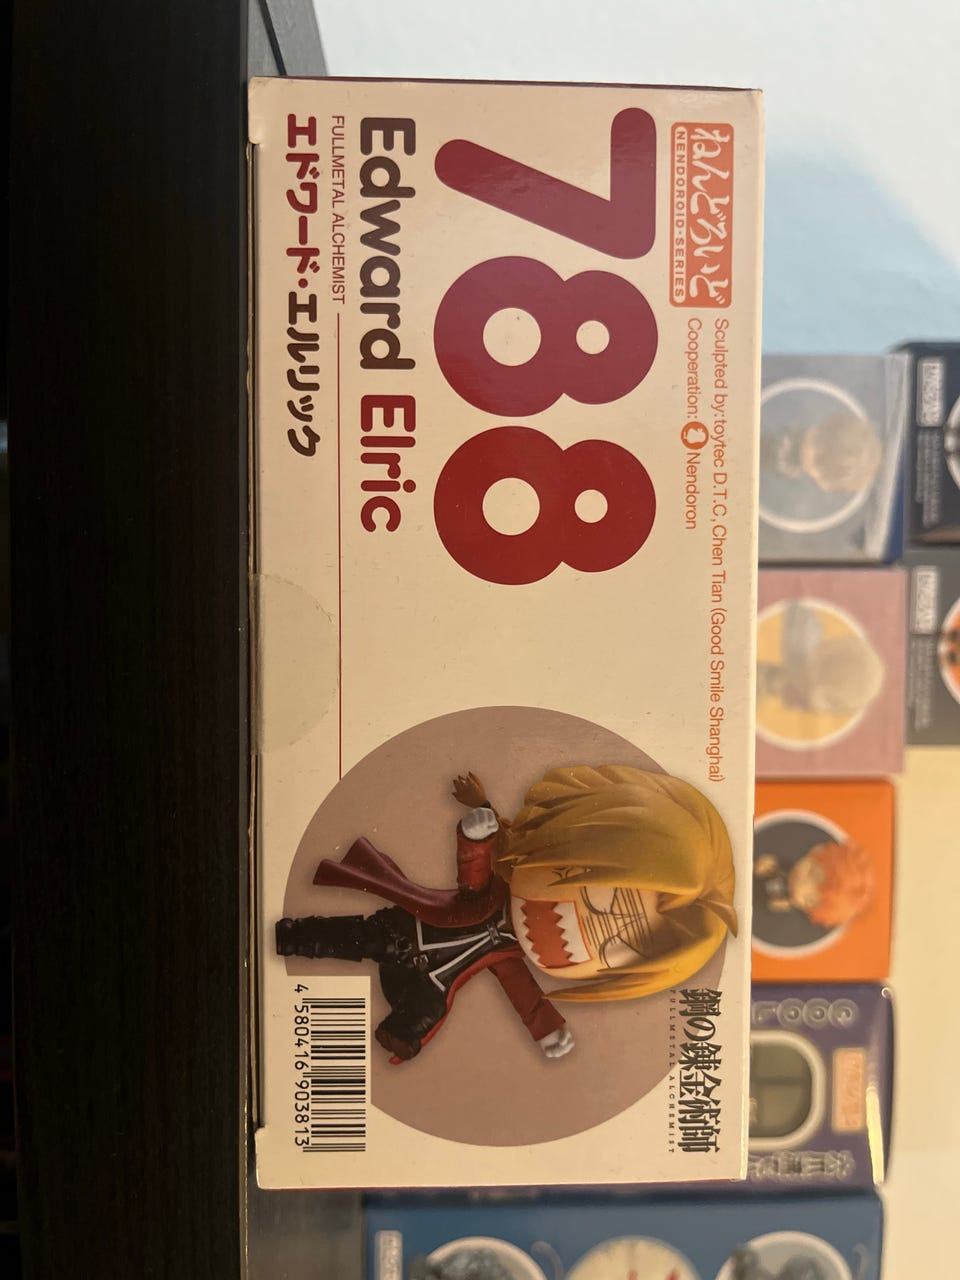 ねんどろいど
NENDOROID·SERIES
Sculpted by:toytec D.T.C, Chen Tian (Good Smile Shanghai)
Cooperation: Nendoron
788
Edward Elric
FULLMETAL ALCHEMIST
エドワード・エルリック
鋼の錬金術師
FULLMETAL ALCHEMIST
4 580416 903813
COOL